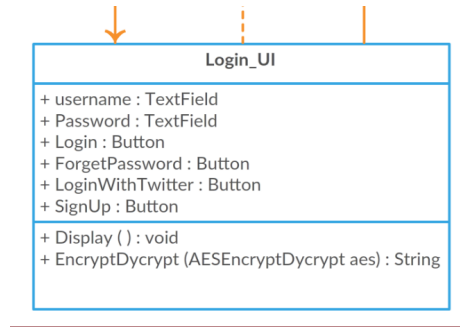 Login_UI
+ username : TextField
+ Password : TextField
+ Login : Button
+ ForgetPassword : Button
+ LoginWithTwitter : Button
+ SignUp : Button
+ Display ( ) : void
+ EncryptDycrypt (AESEncryptDycrypt aes) : String